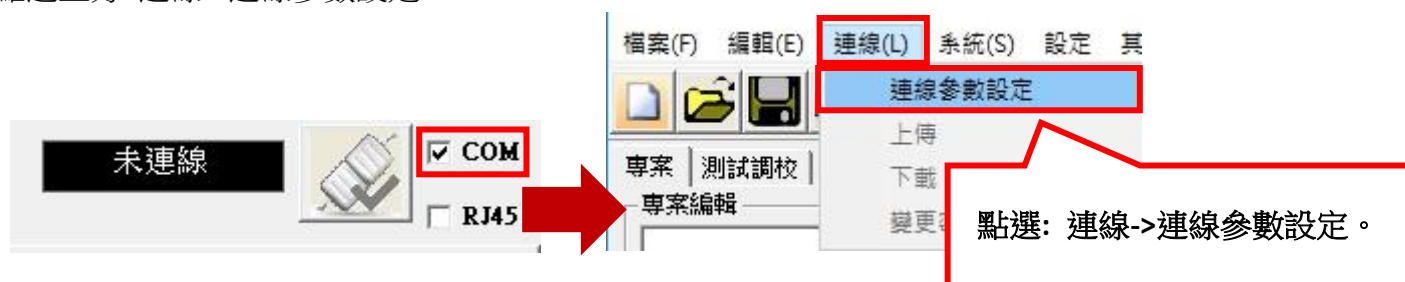 未連線
COM
RJ45
檔案(F) 編輯(E) 連線(L) 系統(S) 設定
連線參數設定
上傳
下載
變更
專案 測試調校
專案編輯
點選: 連線->連線參數設定。